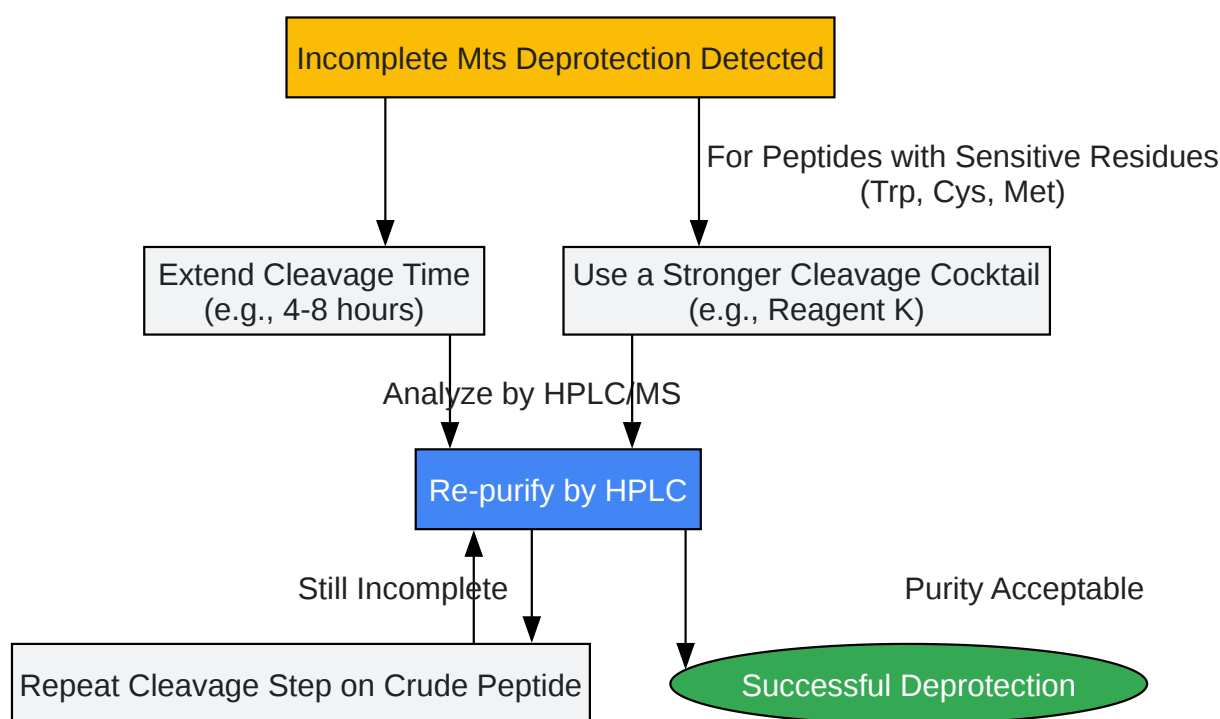 Incomplete Mts Deprotection Detected
For Peptides with Sensitive Residues
(Trp, Cys, Met)
Extend Cleavage Time
(e.g., 4-8 hours)
Use a Stronger Cleavage Cocktail
(e.g., Reagent K)
Analyze by HPLC/MS
Re-purify by HPLC
Still Incomplete
Purity Acceptable
Repeat Cleavage Step on Crude Peptide
Successful Deprotection